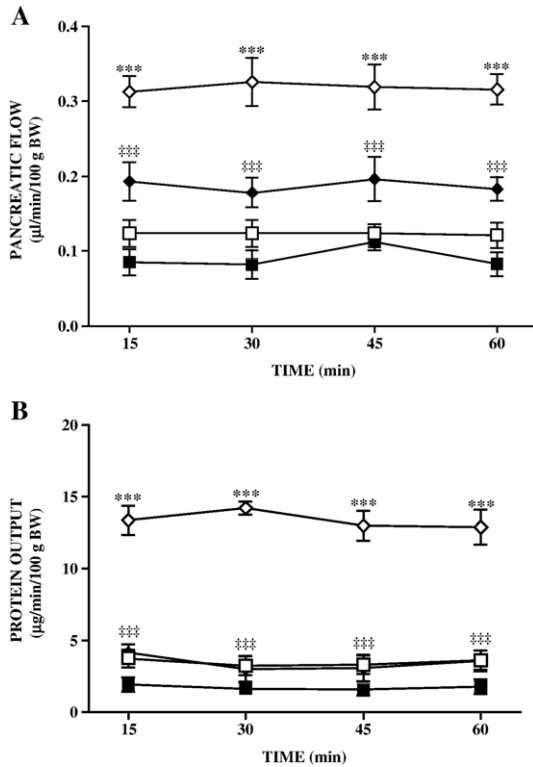 A
PANCREATIC FLOW
(µl/min/100 g BW)
0.4
0.3
0.2
0.1
0.0
*** *** *** ***
‡‡‡ ‡‡‡ ‡‡‡ ‡‡‡
15 30 45 60
TIME (min)
B
PROTEIN OUTPUT
(µg/min/100 g BW)
20
15
10
5
0
*** *** *** ***
‡‡‡ ‡‡‡ ‡‡‡ ‡‡‡
15 30 45 60
TIME (min)